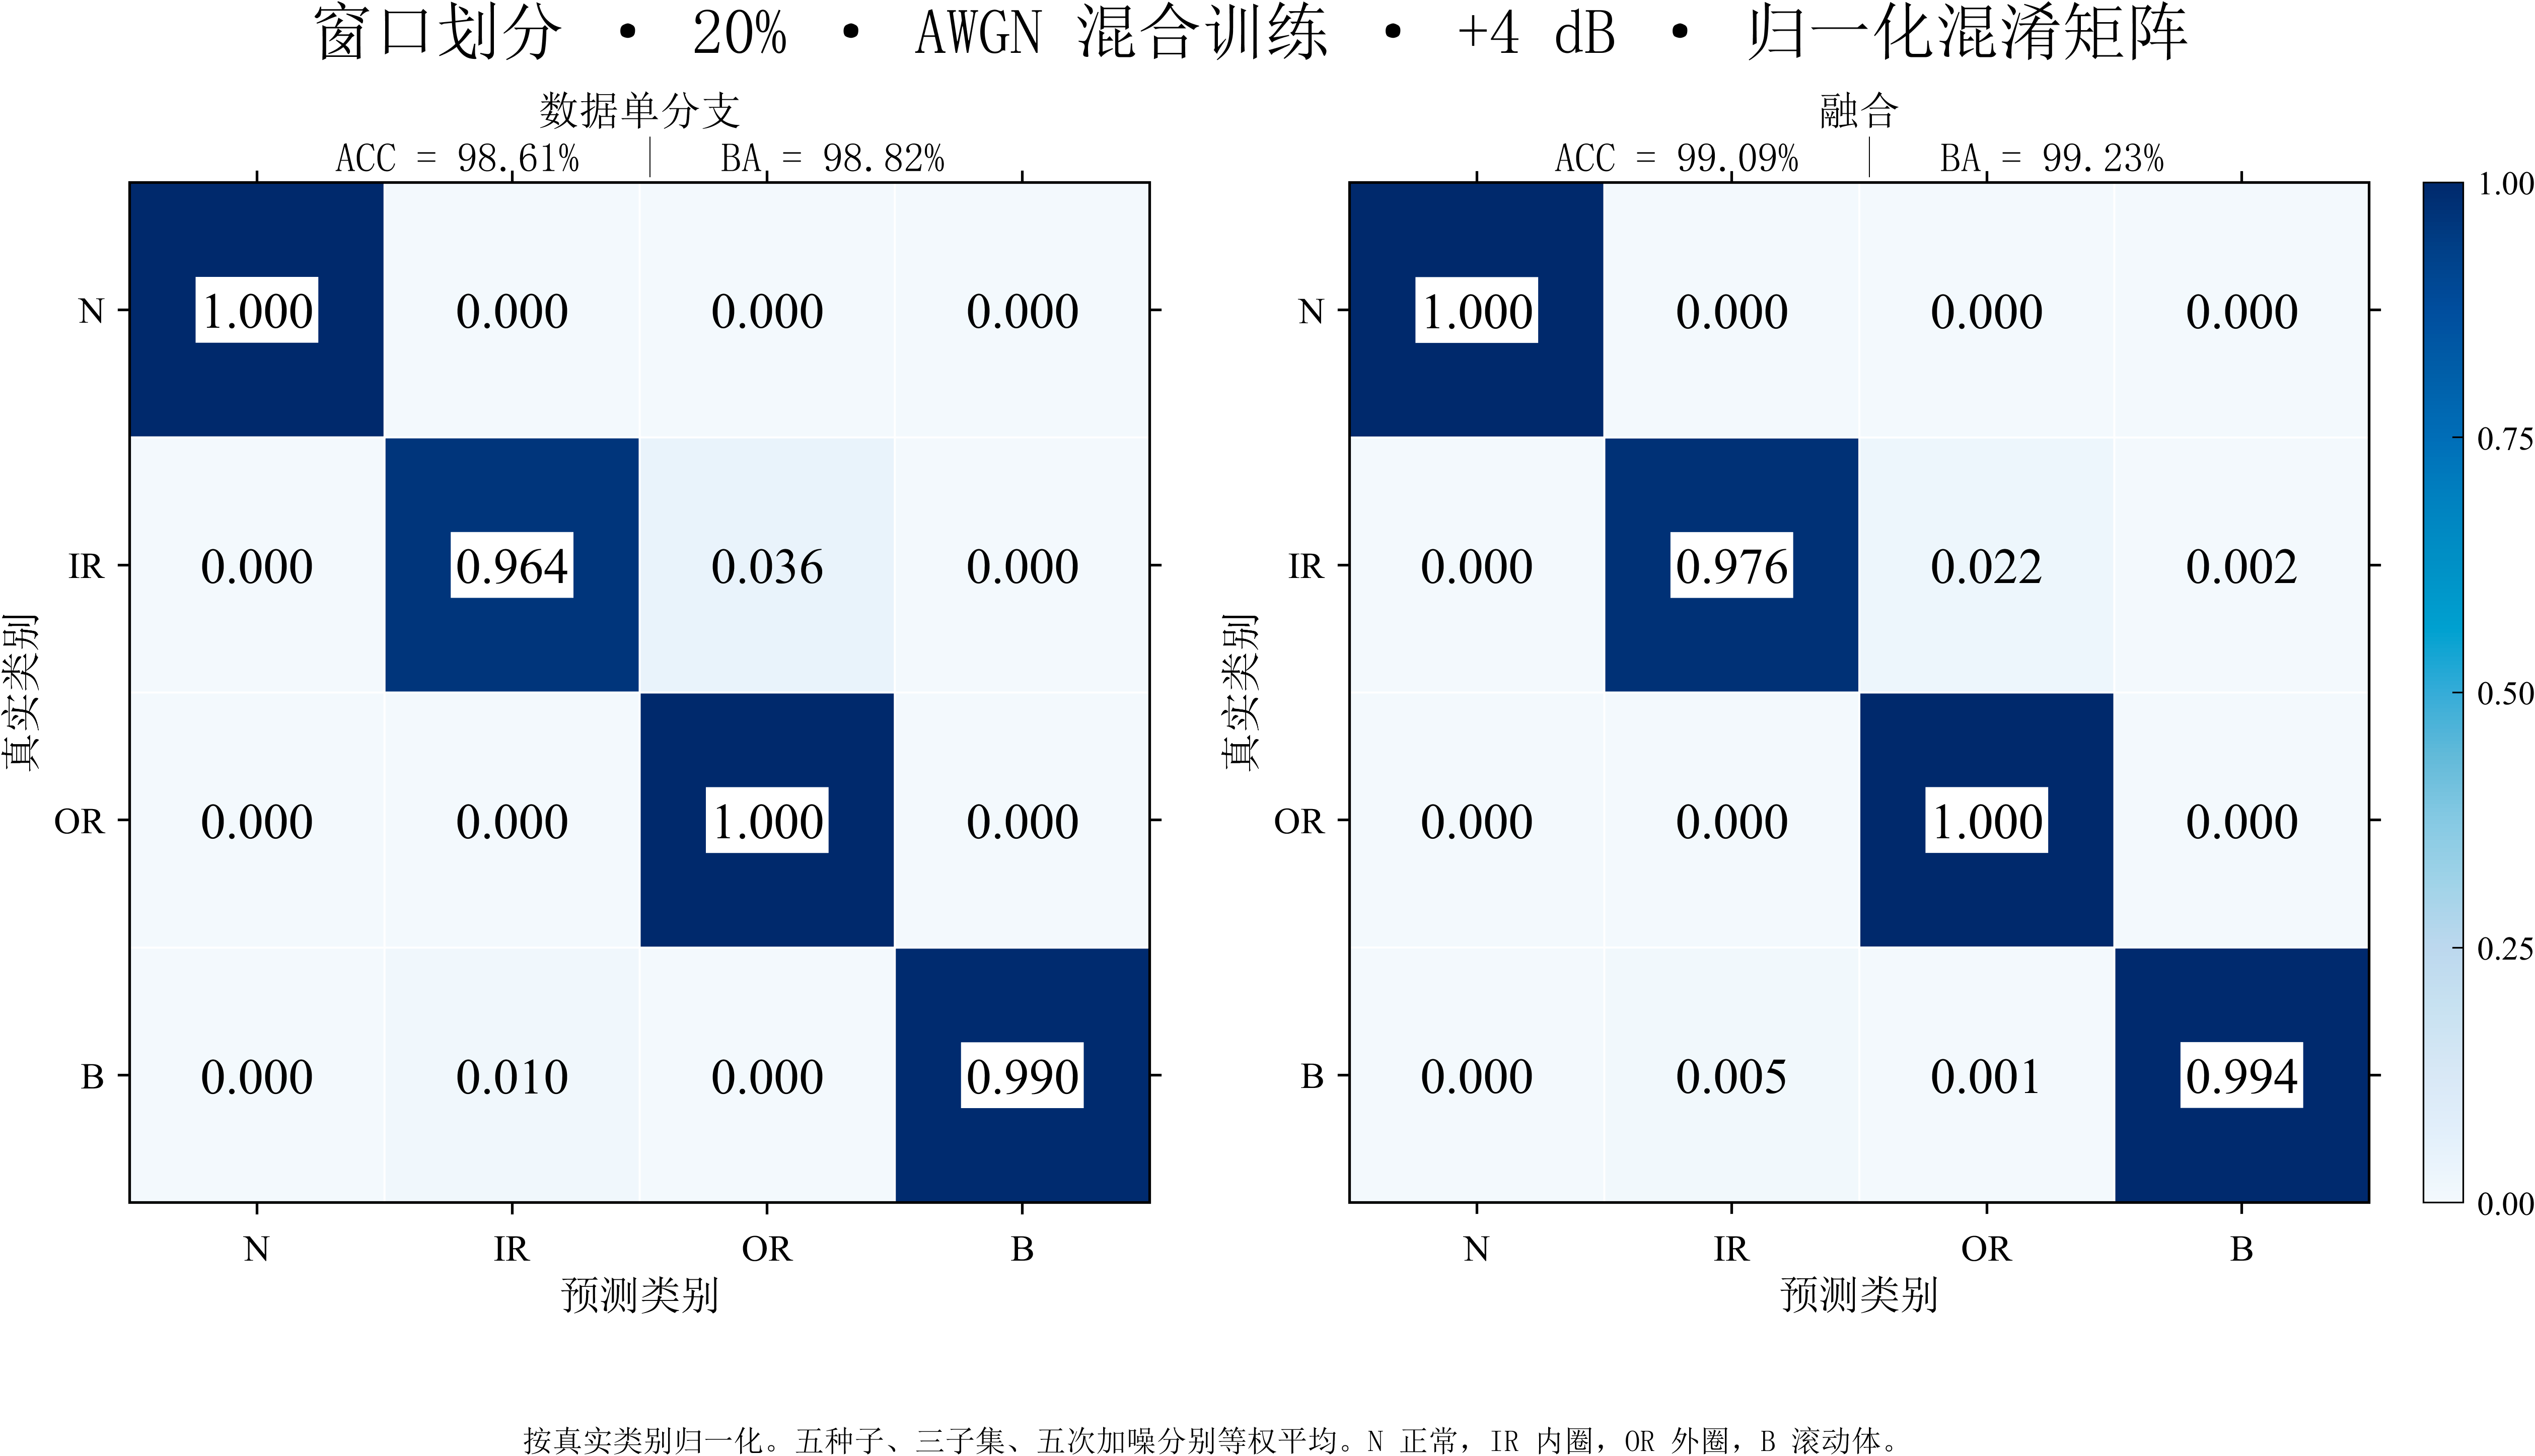 窗口划分 • 20% • AWGN 混合训练 • +4 dB • 归一化混淆矩阵
数据单分支
ACC = 98.61% │ BA = 98.82%
真实类别
N 1.000 0.000 0.000 0.000
IR 0.000 0.964 0.036 0.000
OR 0.000 0.000 1.000 0.000
B 0.000 0.010 0.000 0.990
N IR OR B
预测类别
融合
ACC = 99.09% │ BA = 99.23%
真实类别
N 1.000 0.000 0.000 0.000
IR 0.000 0.976 0.022 0.002
OR 0.000 0.000 1.000 0.000
B 0.000 0.005 0.001 0.994
N IR OR B
预测类别
1.00
0.75
0.50
0.25
0.00
按真实类别归一化。五种子、三子集、五次加噪分别等权平均。N 正常，IR 内圈，OR 外圈，B 滚动体。